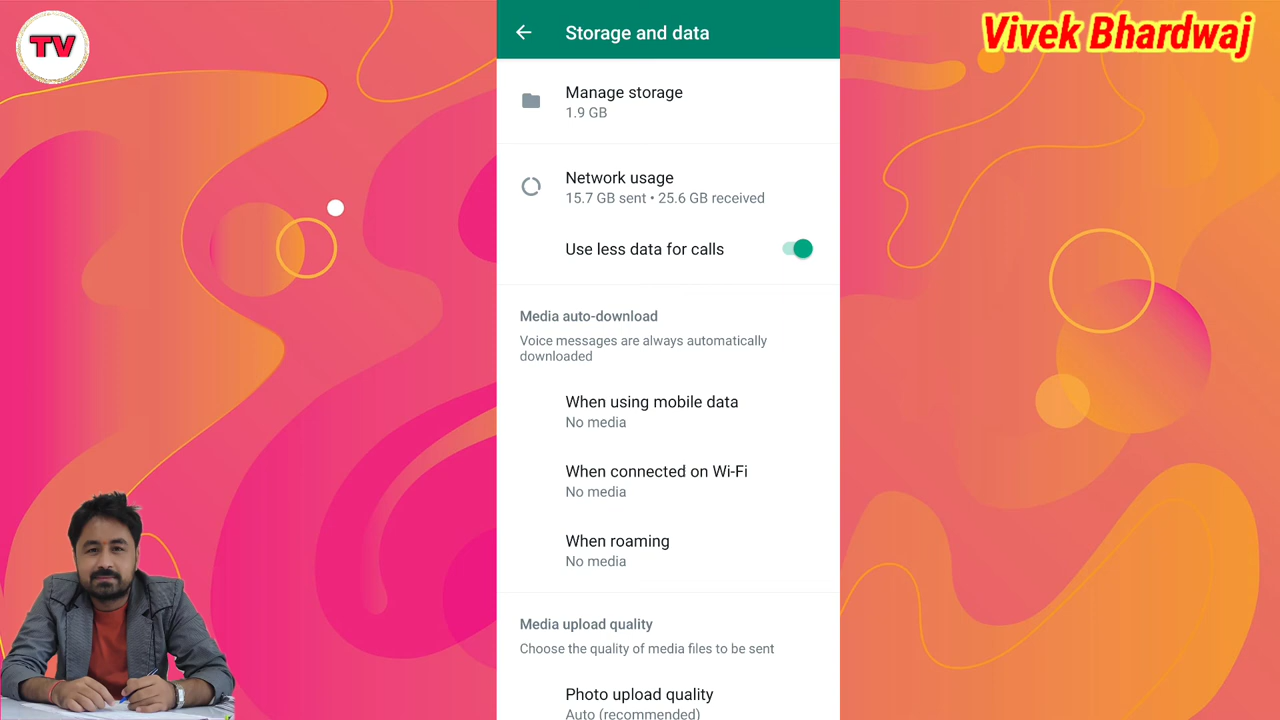 TV
Vivek Bhardwaj
Storage and data
Manage storage
1.9 GB
Network usage
15.7 GB sent • 25.6 GB received
Use less data for calls
Media auto-download
Voice messages are always automatically
downloaded
When using mobile data
No media
When connected on Wi-Fi
No media
When roaming
No media
Media upload quality
Choose the quality of media files to be sent
Photo upload quality
Auto (recommended)